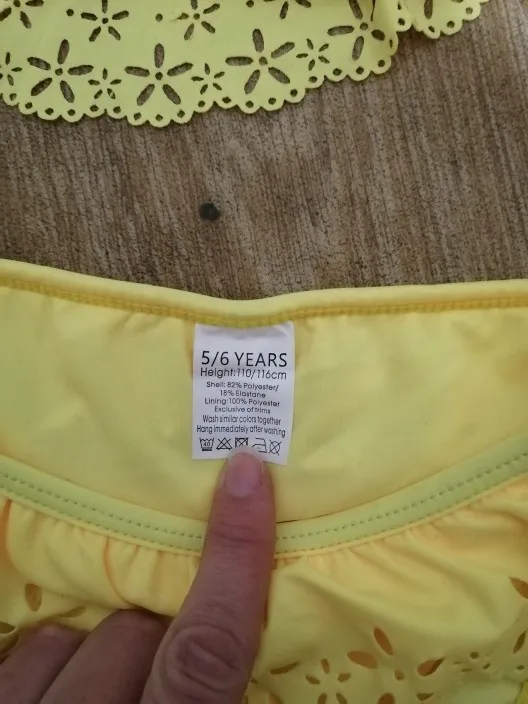 5/6 YEARS
Height:110/116cm
Shell: 82% Polyester/
18% Elastane
Lining:100% Polyester
Exclusive of trims
Wash similar colors together
Hang immediately after washing
40